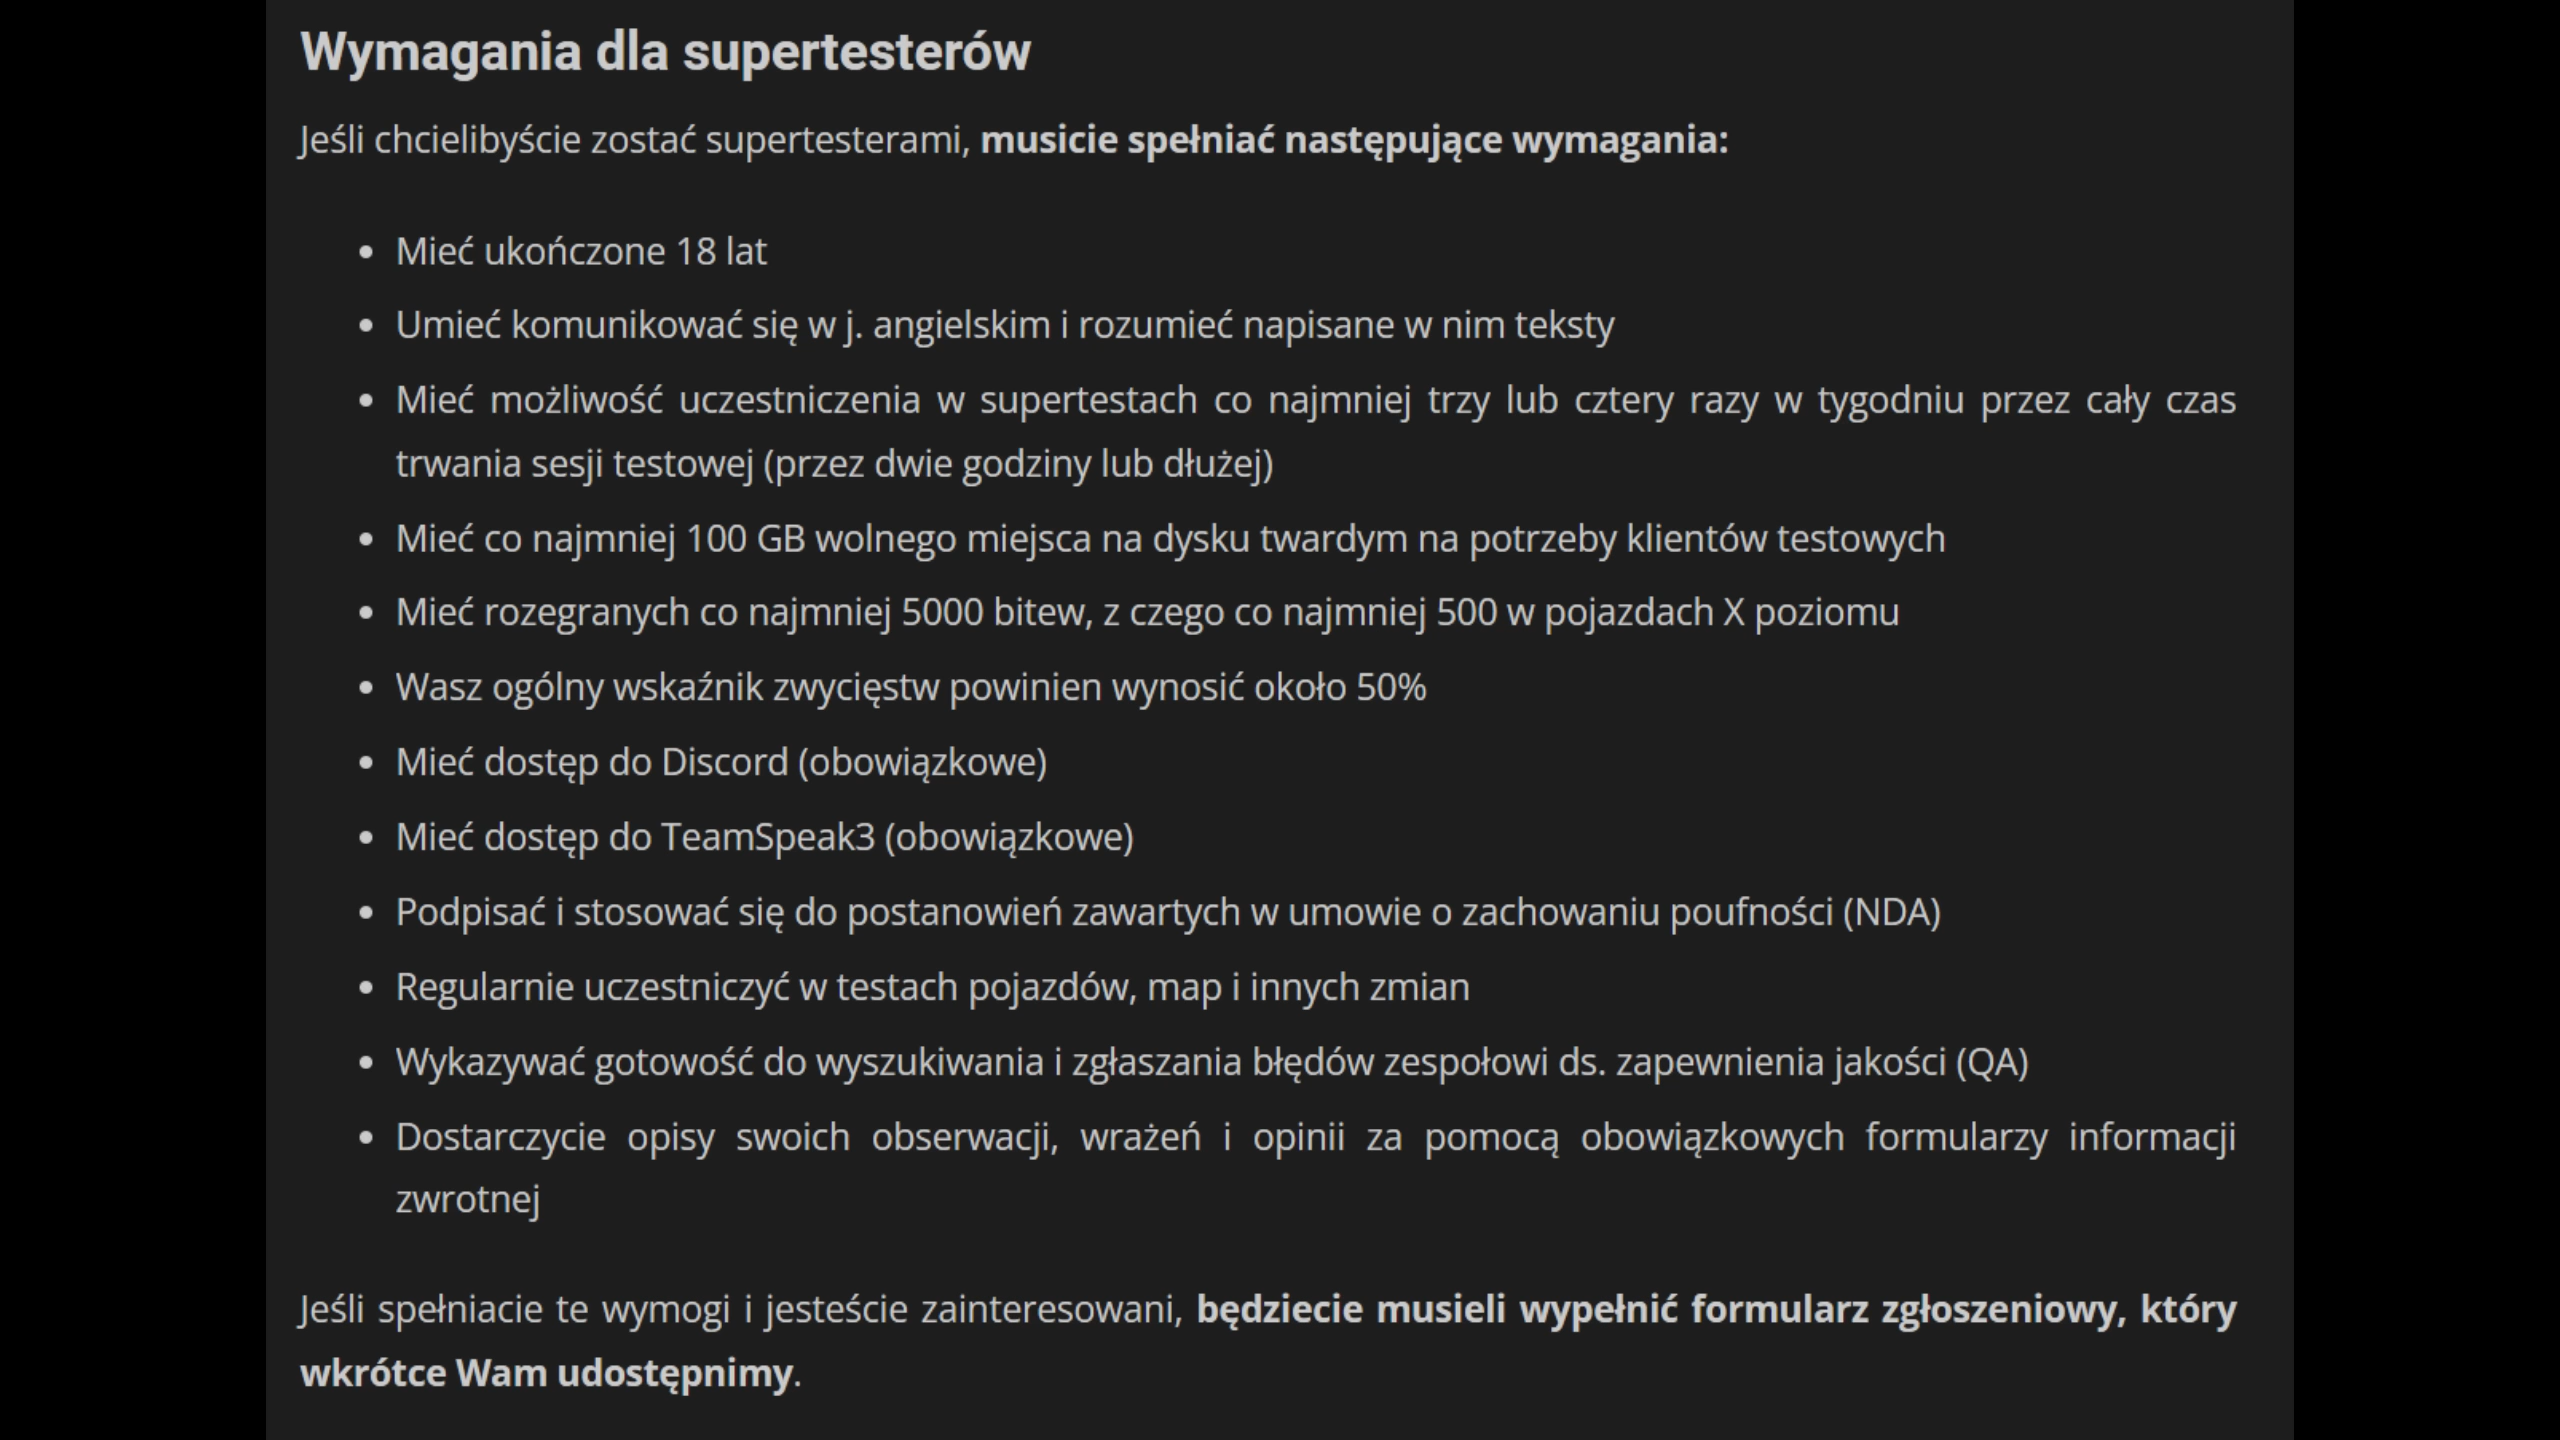 Wymagania dla supertesterów
Jeśli chcielibyście zostać supertesterami, musicie spełniać następujące wymagania:
• Mieć ukończone 18 lat
• Umieć komunikować się w j. angielskim i rozumieć napisane w nim teksty
• Mieć możliwość uczestniczenia w supertestach co najmniej trzy lub cztery razy w tygodniu przez cały czas
trwania sesji testowej (przez dwie godziny lub dłużej)
• Mieć co najmniej 100 GB wolnego miejsca na dysku twardym na potrzeby klientów testowych
• Mieć rozegranych co najmniej 5000 bitew, z czego co najmniej 500 w pojazdach X poziomu
• Wasz ogólny wskaźnik zwycięstw powinien wynosić około 50%
• Mieć dostęp do Discord (obowiązkowe)
• Mieć dostęp do TeamSpeak3 (obowiązkowe)
• Podpisać i stosować się do postanowień zawartych w umowie o zachowaniu poufności (NDA)
• Regularnie uczestniczyć w testach pojazdów, map i innych zmian
• Wykazywać gotowość do wyszukiwania i zgłaszania błędów zespołowi ds. zapewnienia jakości (QA)
• Dostarczycie opisy swoich obserwacji, wrażeń i opinii za pomocą obowiązkowych formularzy informacji
zwrotnej
Jeśli spełniacie te wymogi i jesteście zainteresowani, będziecie musieli wypełnić formularz zgłoszeniowy, który
wkrótce Wam udostępnimy.